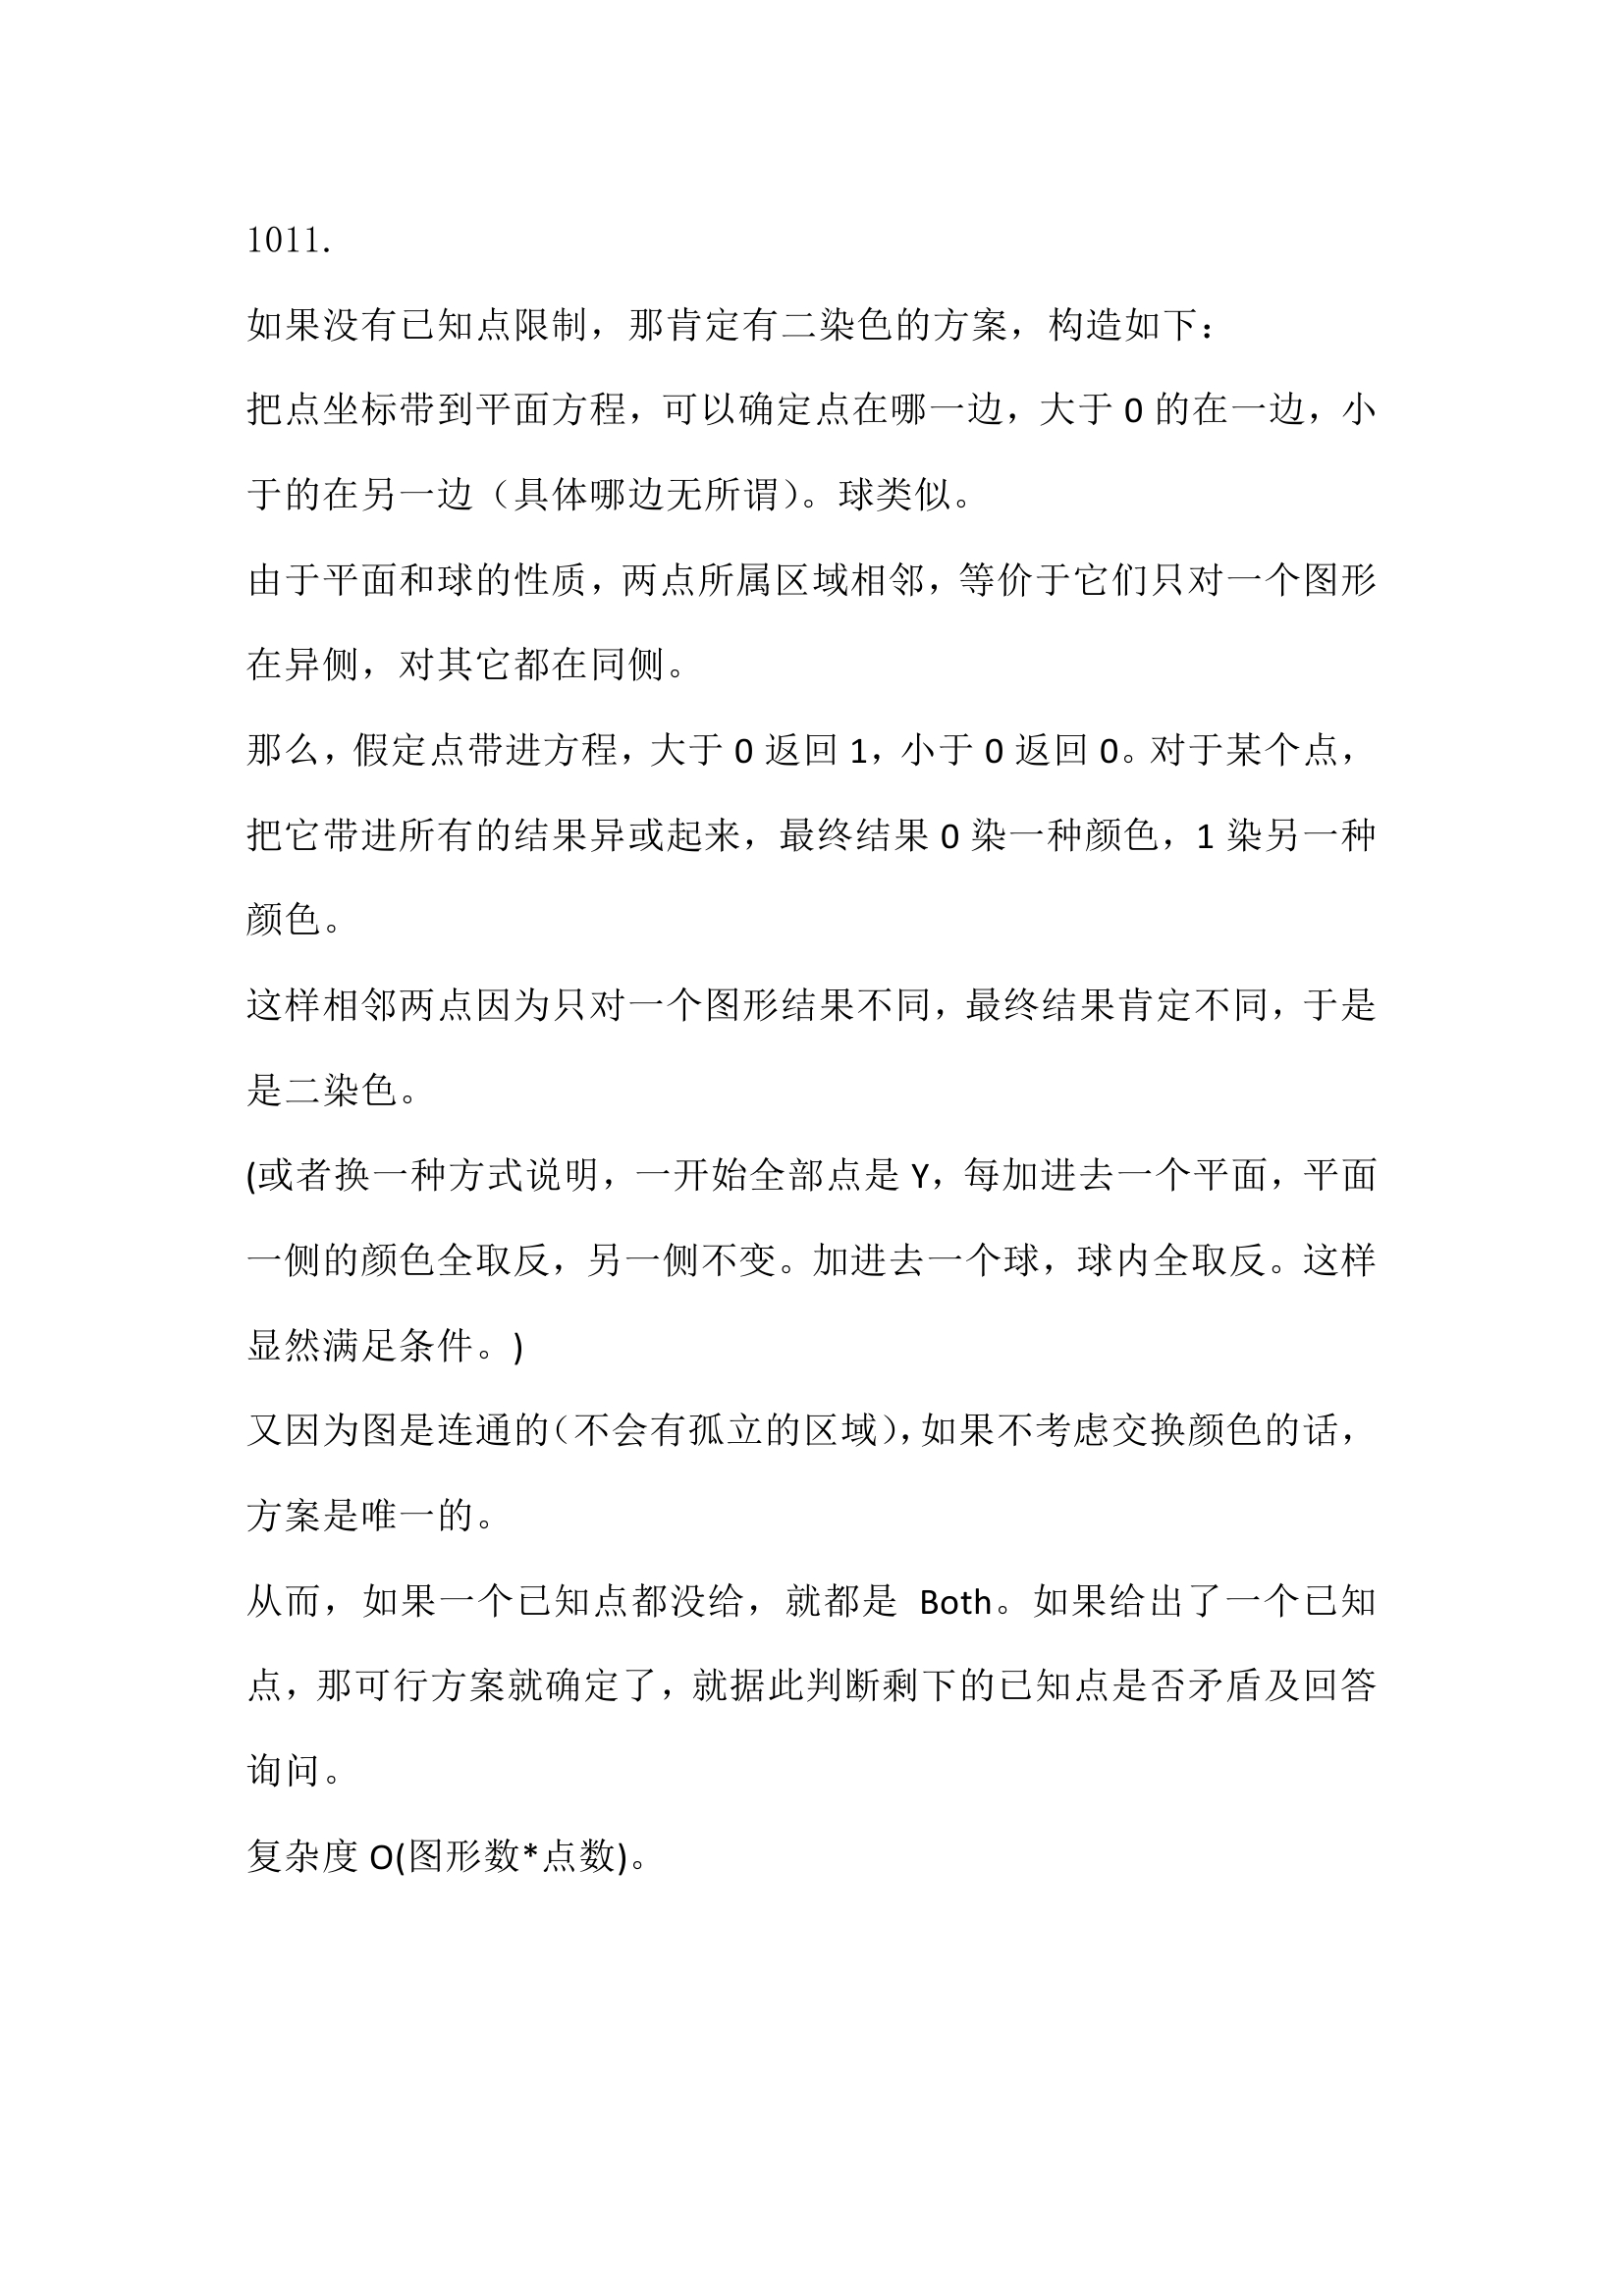 1011.
如果没有已知点限制，那肯定有二染色的方案，构造如下：
把点坐标带到平面方程，可以确定点在哪一边，大于 0 的在一边，小
于的在另一边（具体哪边无所谓）。球类似。
由于平面和球的性质，两点所属区域相邻，等价于它们只对一个图形
在异侧，对其它都在同侧。
那么，假定点带进方程，大于 0 返回 1，小于 0 返回 0。对于某个点，
把它带进所有的结果异或起来，最终结果 0 染一种颜色，1 染另一种
颜色。
这样相邻两点因为只对一个图形结果不同，最终结果肯定不同，于是
是二染色。
(或者换一种方式说明，一开始全部点是 Y，每加进去一个平面，平面
一侧的颜色全取反，另一侧不变。加进去一个球，球内全取反。这样
显然满足条件。)
又因为图是连通的（不会有孤立的区域），如果不考虑交换颜色的话，
方案是唯一的。
从而，如果一个已知点都没给，就都是 Both。如果给出了一个已知
点，那可行方案就确定了，就据此判断剩下的已知点是否矛盾及回答
询问。
复杂度 O(图形数*点数)。